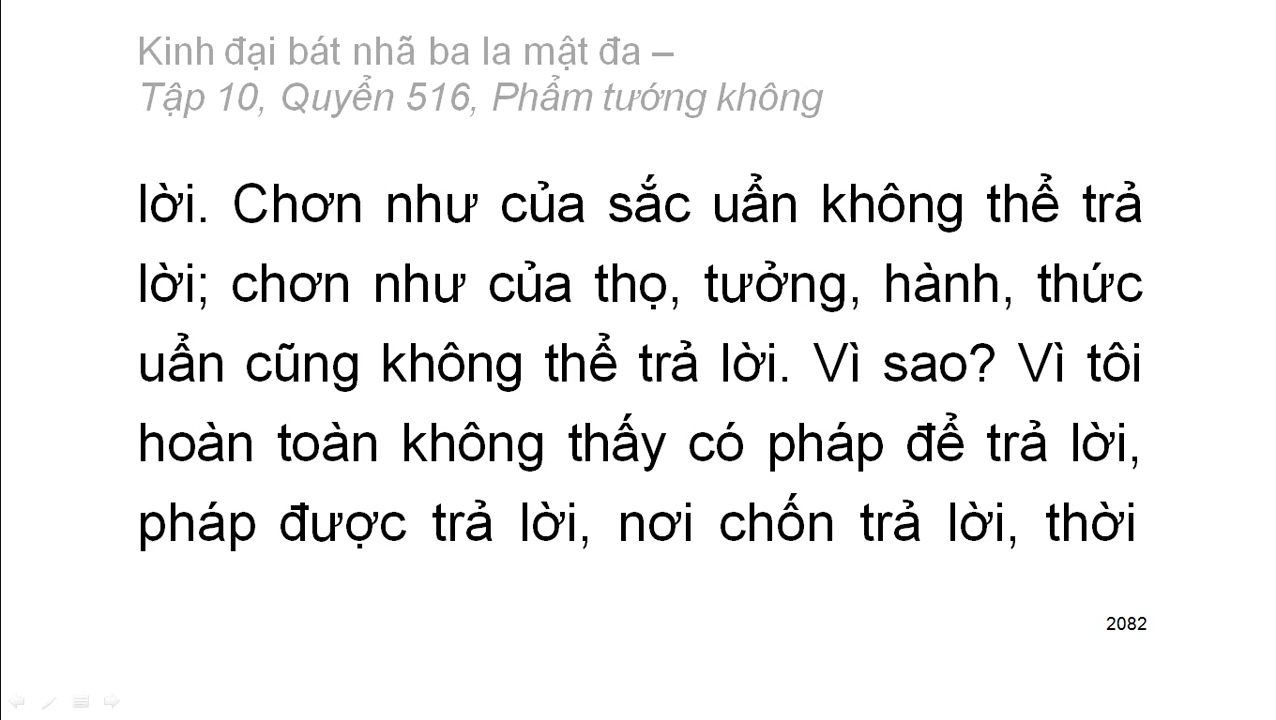 Kinh đại bát nhã ba la mật đa –
Tập 10, Quyển 516, Phẩm tướng không
lời. Chơn như của sắc uẩn không thể trả
lời; chơn như của thọ, tưởng, hành, thức
uẩn cũng không thể trả lời. Vì sao? Vì tôi
hoàn toàn không thấy có pháp để trả lời,
pháp được trả lời, nơi chốn trả lời, thời
2082